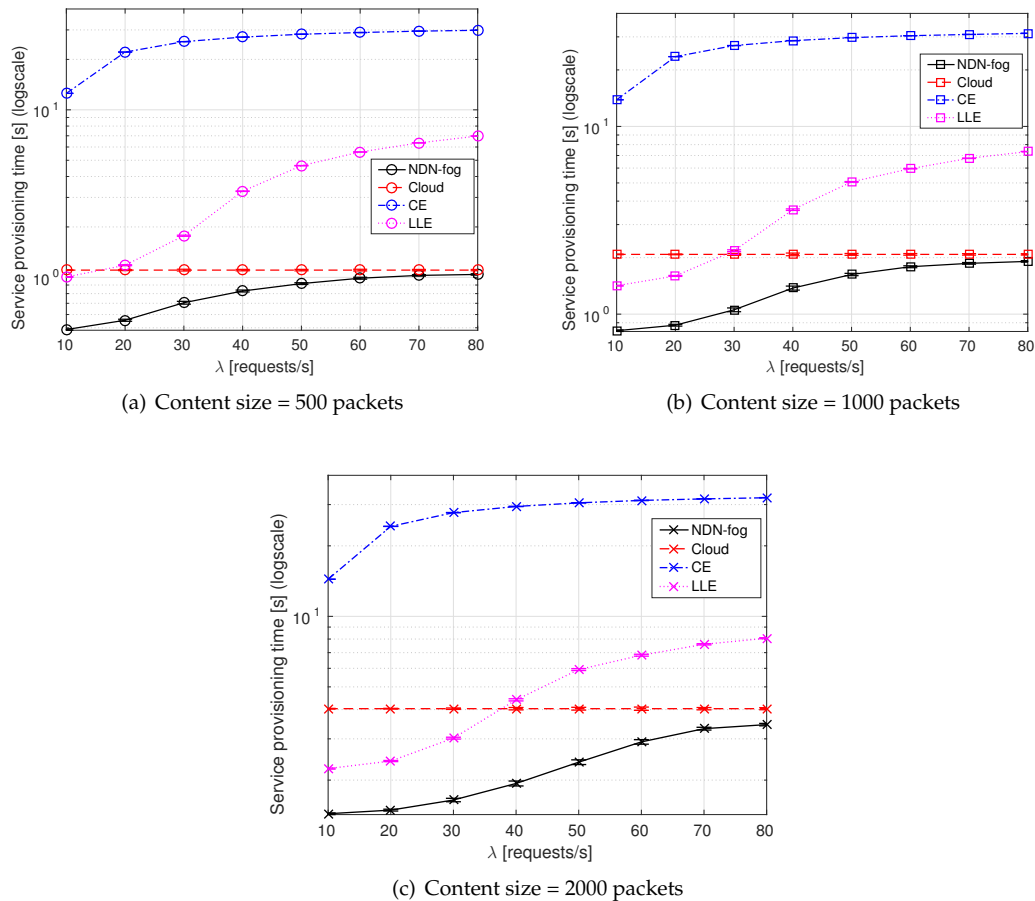 Service provisioning time [s] (logscale)
10^1
10^0
10 20 30 40 50 60 70 80
λ [requests/s]
NDN-fog
Cloud
CE
LLE
(a) Content size = 500 packets
Service provisioning time [s] (logscale)
10^1
10^0
10 20 30 40 50 60 70 80
λ [requests/s]
NDN-fog
Cloud
CE
LLE
(b) Content size = 1000 packets
Service provisioning time [s] (logscale)
10^1
10 20 30 40 50 60 70 80
λ [requests/s]
NDN-fog
Cloud
CE
LLE
(c) Content size = 2000 packets